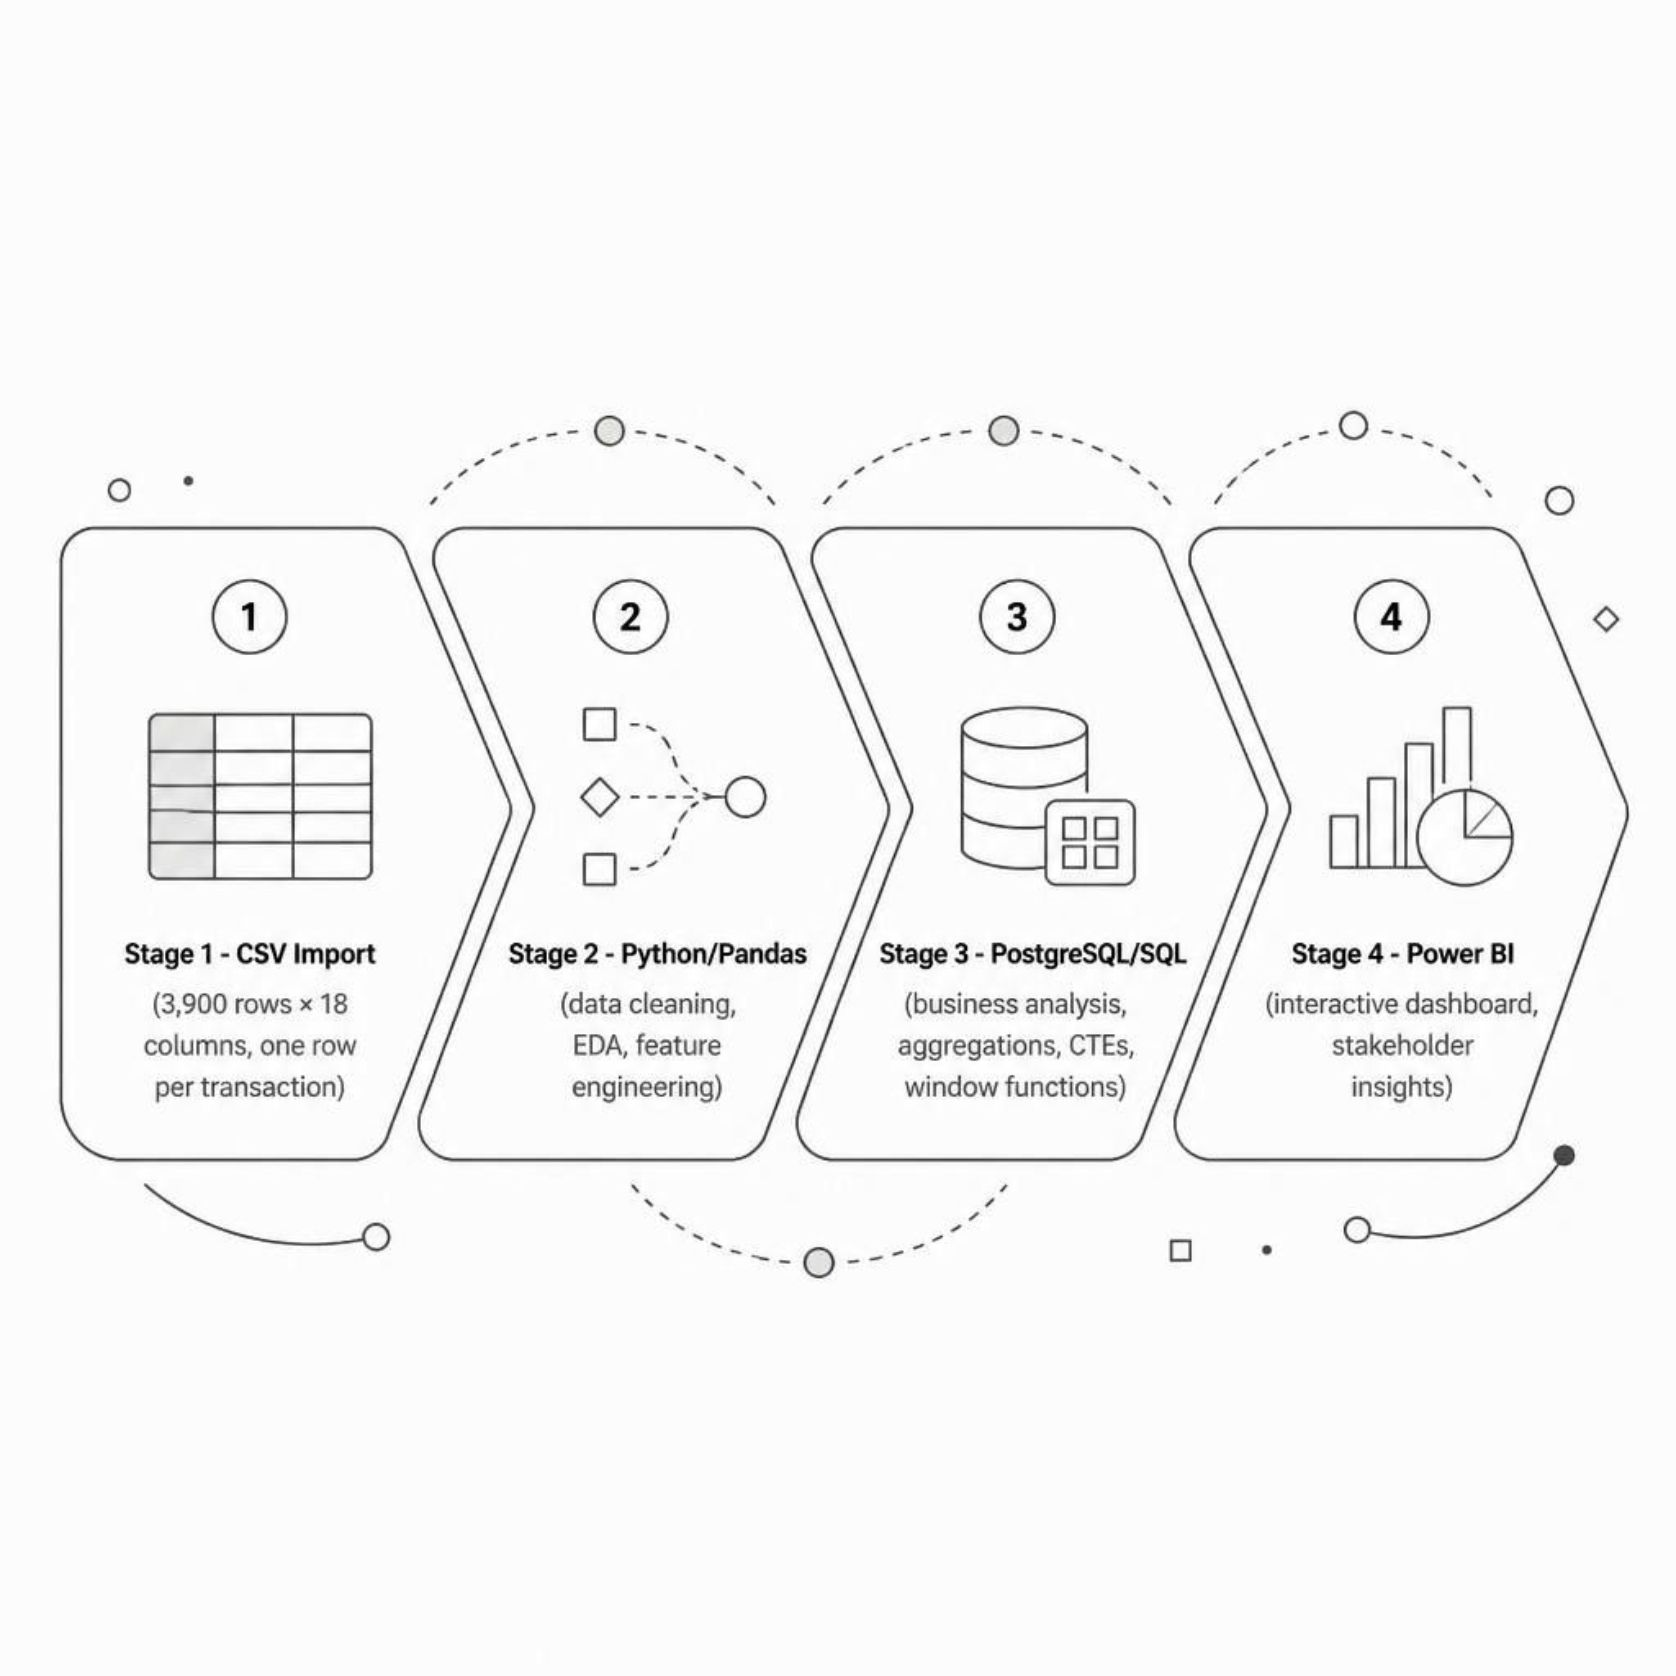 1
2
3
4
Stage 1 - CSV Import
(3,900 rows × 18
columns, one row
per transaction)
Stage 2 - Python/Pandas
(data cleaning,
EDA, feature
engineering)
Stage 3 - PostgreSQL/SQL
(business analysis,
aggregations, CTEs,
window functions)
Stage 4 - Power BI
(interactive dashboard,
stakeholder
insights)